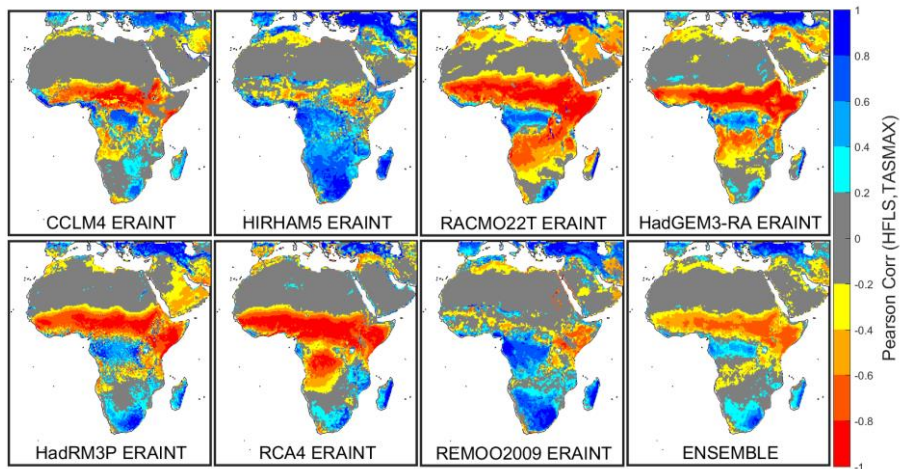 CCLM4 ERAINT
HIRHAM5 ERAINT
RACMO22T ERAINT
HadGEM3-RA ERAINT
HadRM3P ERAINT
RCA4 ERAINT
REMOO2009 ERAINT
ENSEMBLE
1
0.8
0.6
0.4
0.2
0
-0.2
-0.4
-0.6
-0.8
-1
Pearson Corr (HFLS,TASMAX)